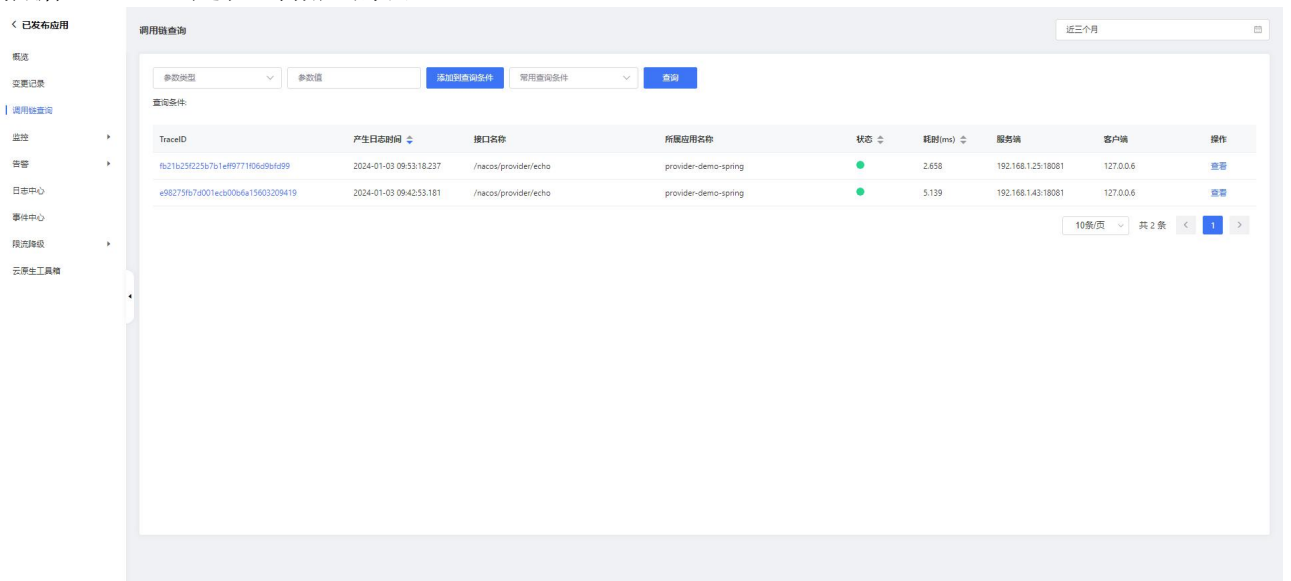 已发布应用
概览
变更记录
调用链查询
监控
告警
日志中心
事件中心
限流降级
云原生工具箱
调用链查询
近三个月
参数类型 参数值 添加到查询条件 常用查询条件 查询
查询条件:
TraceID 产生日志时间 接口名称 所属应用名称 状态 耗时(ms) 服务端 客户端 操作
fb21b25f225b7b1eff9771f06d9bfd99 2024-01-03 09:53:18.237 /nacos/provider/echo provider-demo-spring 2.658 192.168.1.25:18081 127.0.0.6 查看
e98275fb7d001ecb00b6a15603209419 2024-01-03 09:42:53.181 /nacos/provider/echo provider-demo-spring 5.139 192.168.1.43:18081 127.0.0.6 查看
10条/页 共 2 条 1